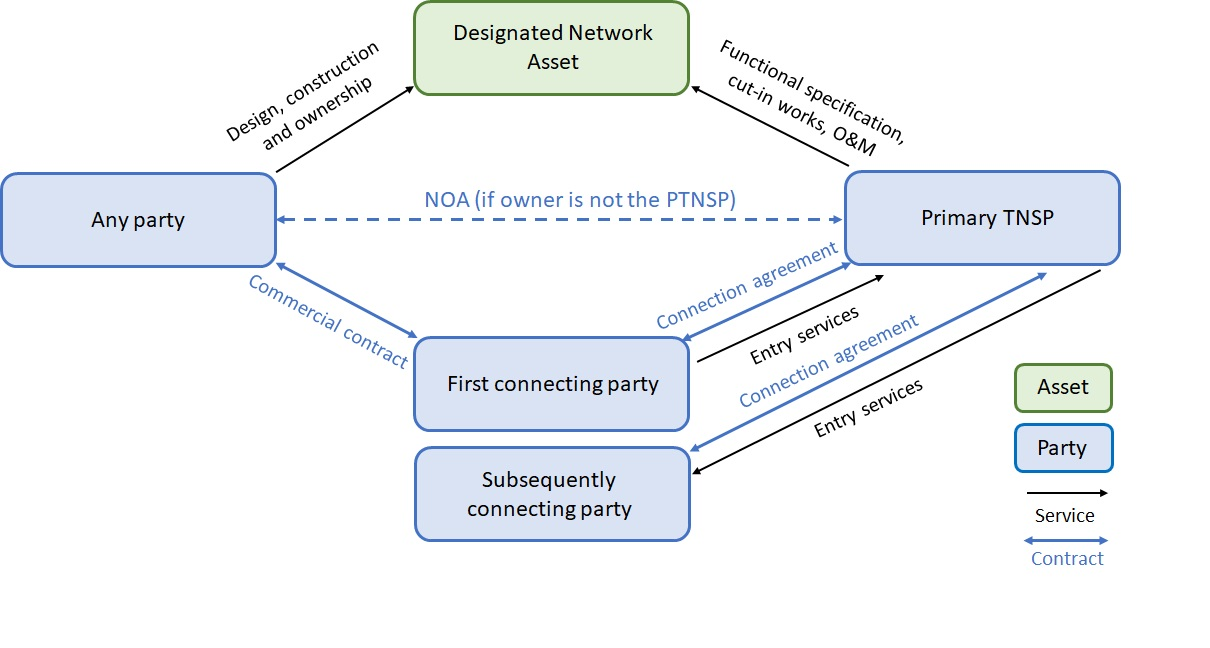 Designated Network
Asset
Design, construction
and ownership
Functional specification,
cut-in works, O&M
Any party
NOA (if owner is not the PTNSP)
Primary TNSP
Commercial contract
Connection agreement
Entry services
First connecting party
Connection agreement
Entry services
Subsequently
connecting party
Asset
Party
Service
Contract